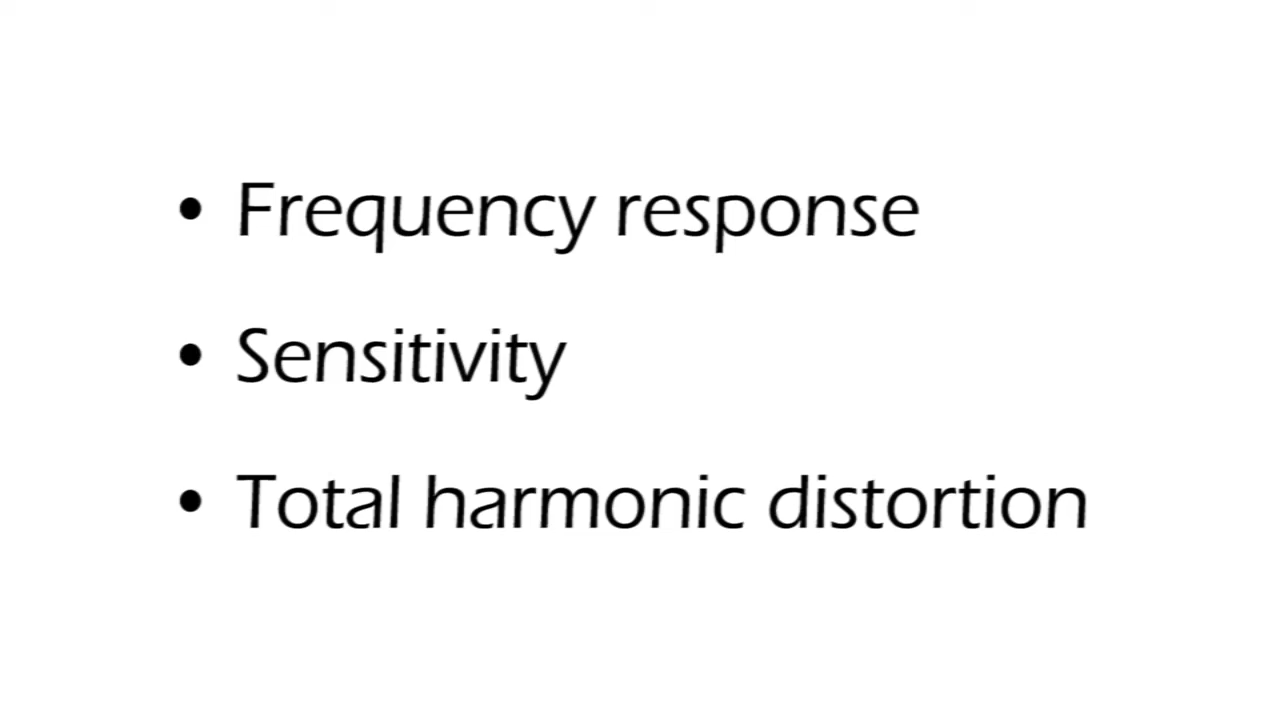 • Frequency response
• Sensitivity
• Total harmonic distortion